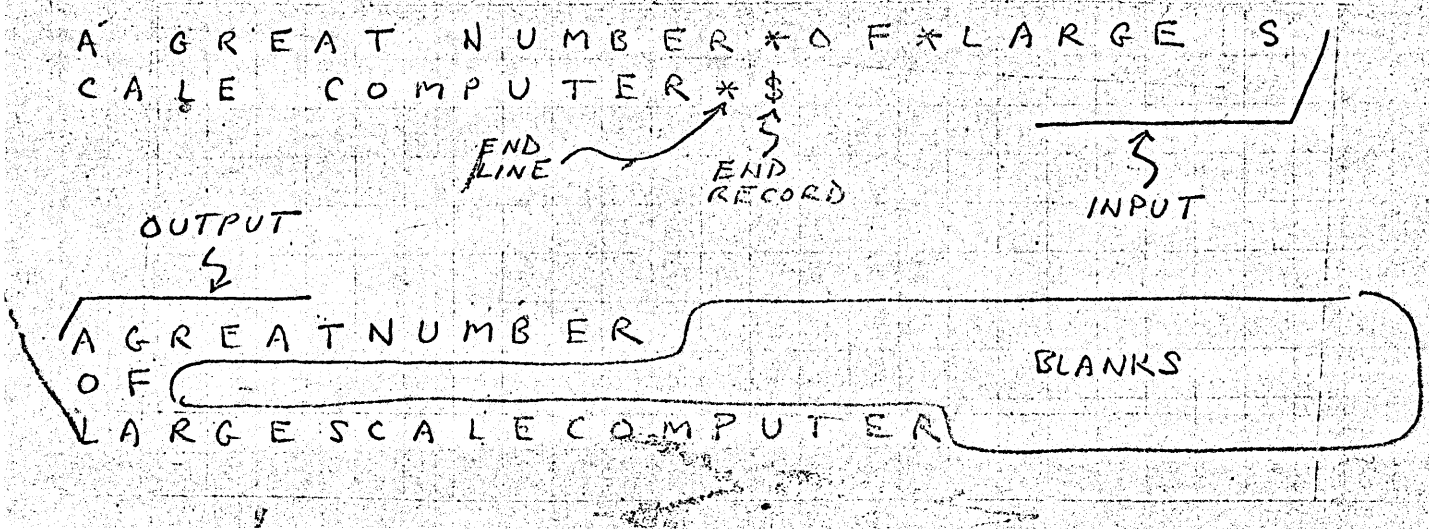 A GREAT NUMBER*OF*LARGE S
CALE COMPUTER*$
END
LINE
END
RECORD
INPUT
OUTPUT
AGREATNUMBER
OF
BLANKS
LARGESCALECOMPUTER